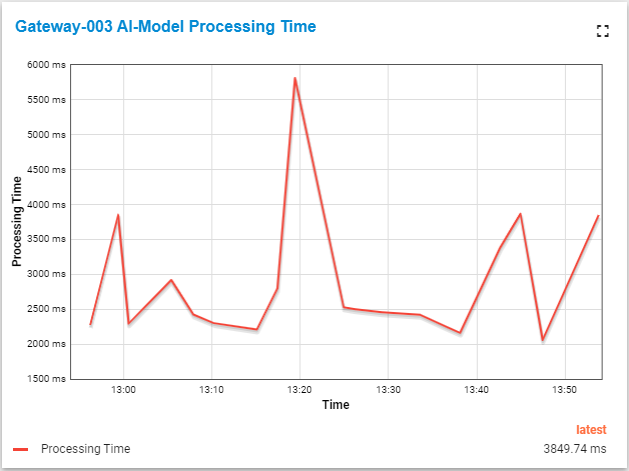 Gateway-003 AI-Model Processing Time
6000 ms
5500 ms
5000 ms
4500 ms
4000 ms
3500 ms
3000 ms
2500 ms
2000 ms
1500 ms
Processing Time
13:00 13:10 13:20 13:30 13:40 13:50
Time
latest
Processing Time 3849.74 ms